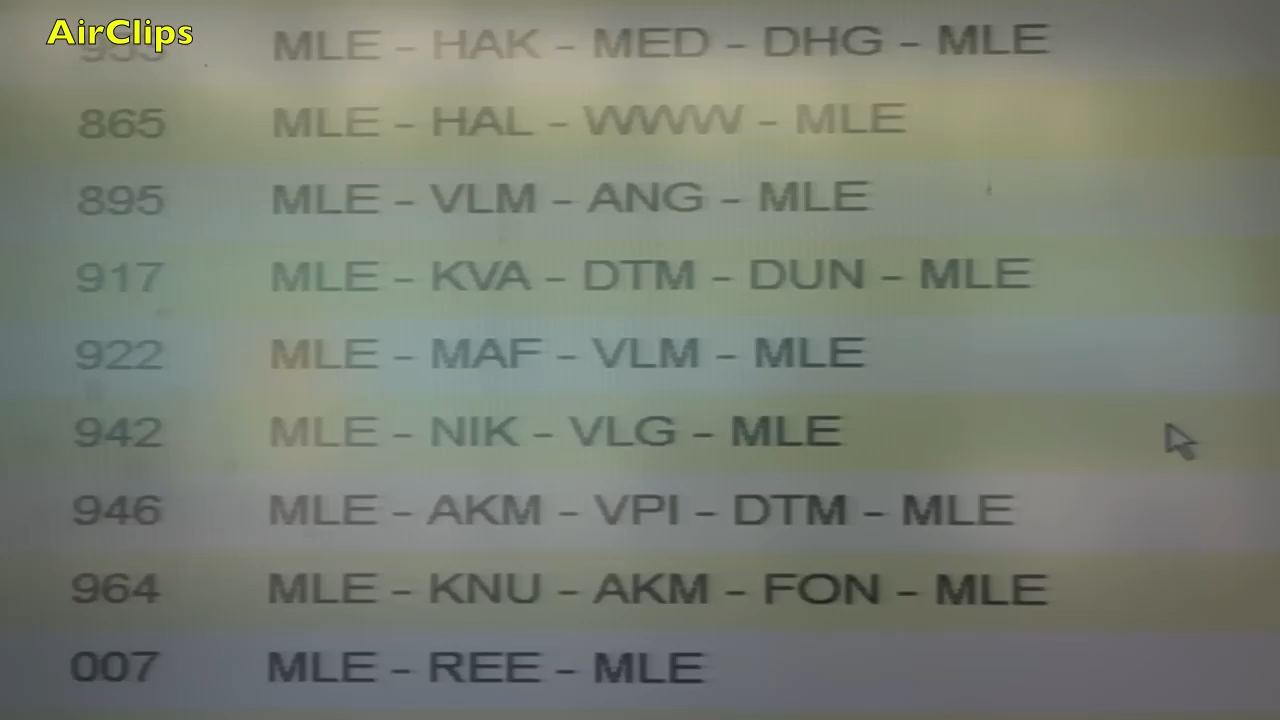 AirClips
MLE - HAK - MED - DHG - MLE
865 MLE - HAL - WWW - MLE
895 MLE - VLM - ANG - MLE
917 MLE - KVA - DTM - DUN - MLE
922 MLE - MAF - VLM - MLE
942 MLE - NIK - VLG - MLE
946 MLE - AKM - VPI - DTM - MLE
964 MLE - KNU - AKM - FON - MLE
007 MLE - REE - MLE